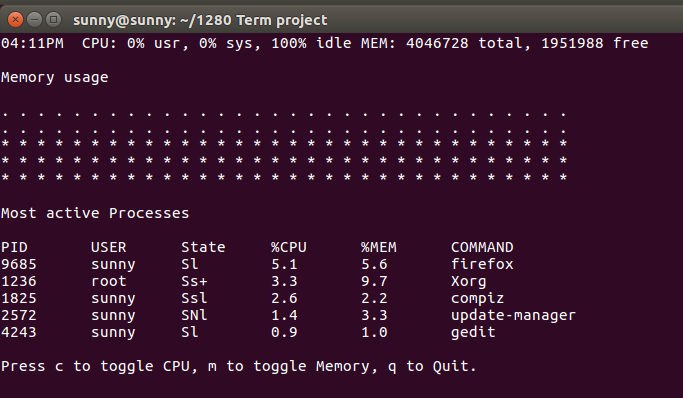 sunny@sunny: ~/1280 Term project
04:11PM  CPU: 0% usr, 0% sys, 100% idle MEM: 4046728 total, 1951988 free
Memory usage
. . . . . . . . . . . . . . . . . . . . . . . . . . . . . . . .
. . . . . . . . . . . . . . . . . . . . . . . . . . . . . . . .
* * * * * * * * * * * * * * * * * * * * * * * * * * * * * * * *
* * * * * * * * * * * * * * * * * * * * * * * * * * * * * * * *
* * * * * * * * * * * * * * * * * * * * * * * * * * * * * * * *
Most active Processes
PID       USER      State     %CPU      %MEM      COMMAND
9685      sunny     Sl        5.1       5.6       firefox
1236      root      Ss+       3.3       9.7       Xorg
1825      sunny     Ssl       2.6       2.2       compiz
2572      sunny     SNl       1.4       3.3       update-manager
4243      sunny     Sl        0.9       1.0       gedit
Press c to toggle CPU, m to toggle Memory, q to Quit.